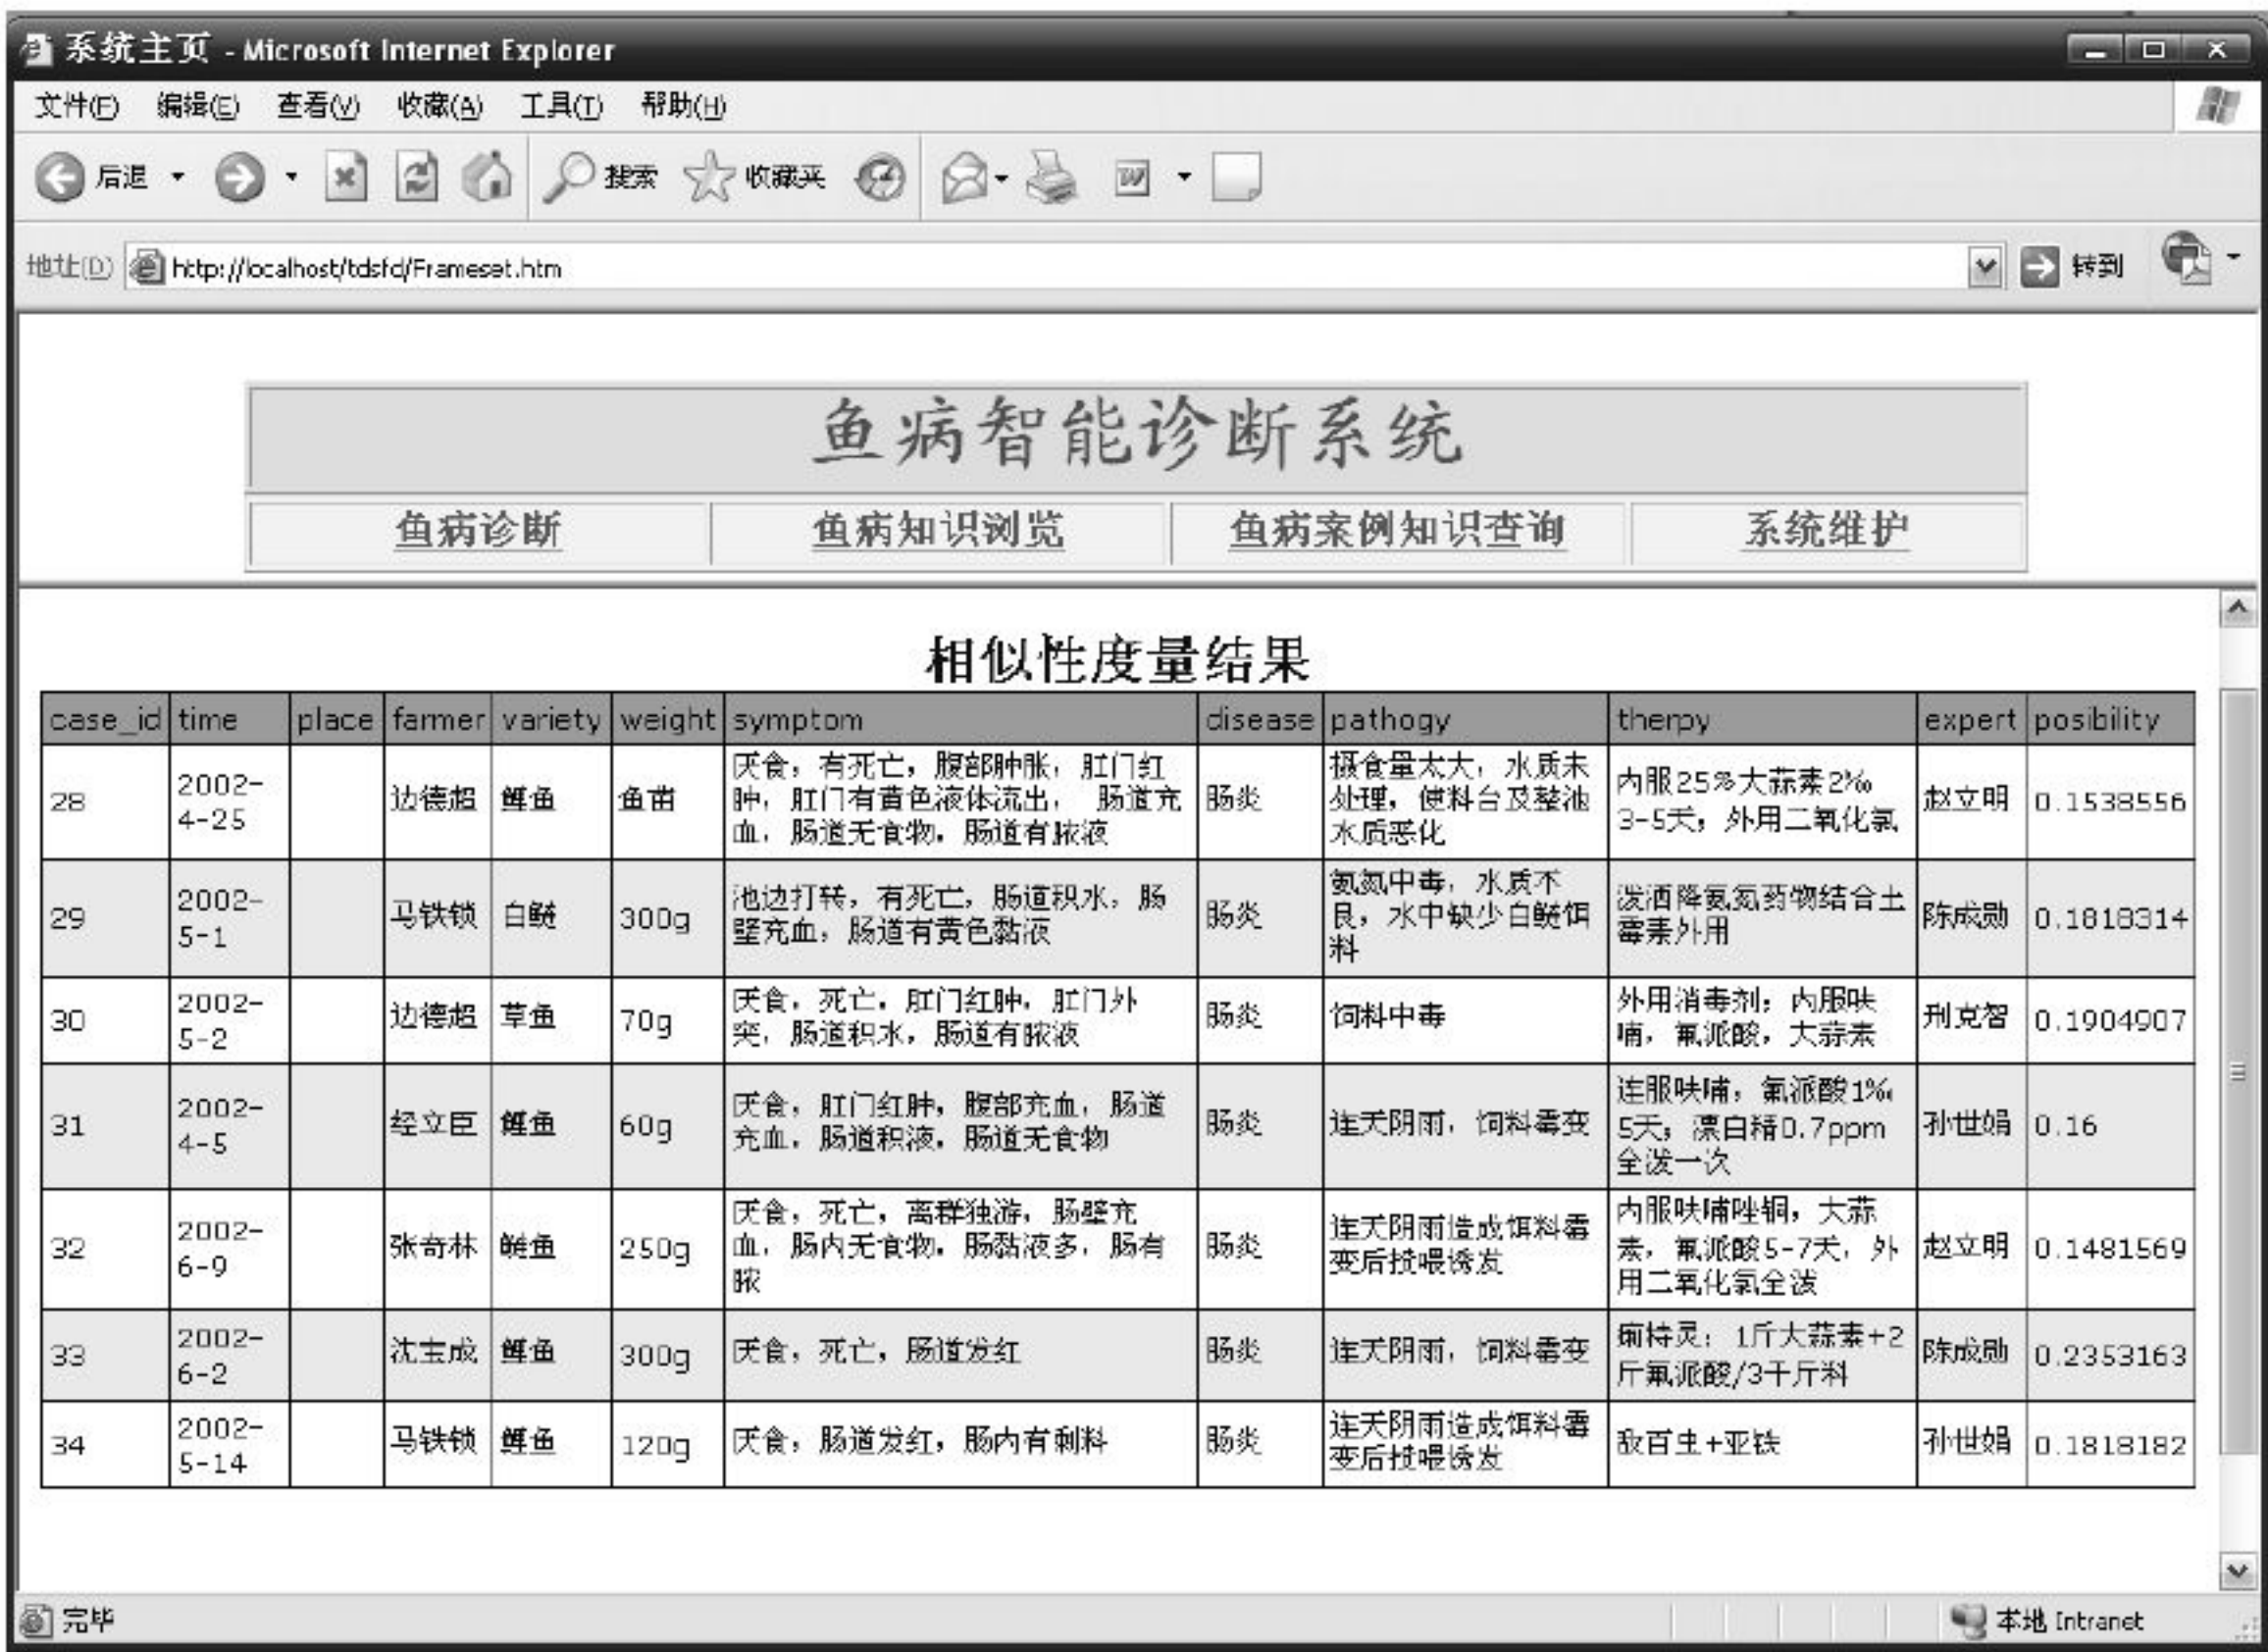 系统主页 - Microsoft Internet Explorer
文件(F) 编辑(E) 查看(V) 收藏(A) 工具(T) 帮助(H)
后退 搜索 收藏夹
地址(D) http://localhost/tdsfd/Frameset.htm 转到
鱼病智能诊断系统
鱼病诊断 鱼病知识浏览 鱼病案例知识查询 系统维护
相似性度量结果
case_id time place farmer variety weight symptom disease pathogy therpy expert posibility
28 2002-4-25 边德超 鲤鱼 鱼苗 厌食，有死亡，腹部肿胀，肛门红肿，肛门有黄色液体流出， 肠道充血，肠道无食物，肠道有脓液 肠炎 摄食量太大，水质未处理，使料台及整池水质恶化 内服25%大蒜素2‰ 3-5天；外用二氧化氯 赵立明 0.1538556
29 2002-5-1 马铁锁 白鲢 300g 池边打转，有死亡，肠道积水，肠壁充血，肠道有黄色黏液 肠炎 氨氮中毒，水质不良，水中缺少白鲢饵料 泼洒降氨氮药物结合土霉素外用 陈成勋 0.1818314
30 2002-5-2 边德超 草鱼 70g 厌食，死亡，肛门红肿，肛门外突，肠道积水，肠道有脓液 肠炎 饲料中毒 外用消毒剂；内服呋喃，氟派酸，大蒜素 刑克智 0.1904907
31 2002-4-5 经立臣 鲤鱼 60g 厌食，肛门红肿，腹部充血，肠道充血，肠道积液，肠道无食物 肠炎 连天阴雨，饲料霉变 连服呋喃，氟派酸1‰ 5天；漂白精0.7ppm全泼一次 孙世娟 0.16
32 2002-6-9 张奇林 鲢鱼 250g 厌食，死亡，离群独游，肠壁充血，肠内无食物，肠黏液多，肠有脓 肠炎 连天阴雨造成饵料霉变后投喂诱发 内服呋喃唑铜，大蒜素，氟派酸5-7天，外用二氧化氯全泼 赵立明 0.1481569
33 2002-6-2 沈宝成 鲤鱼 300g 厌食，死亡，肠道发红 肠炎 连天阴雨，饲料霉变 痢特灵；1斤大蒜素+2斤氟派酸/3千斤料 陈成勋 0.2353163
34 2002-5-14 马铁锁 鲤鱼 120g 厌食，肠道发红，肠内有剩料 肠炎 连天阴雨造成饵料霉变后投喂诱发 敌百虫+亚铁 孙世娟 0.1818182
完毕 本地 Intranet